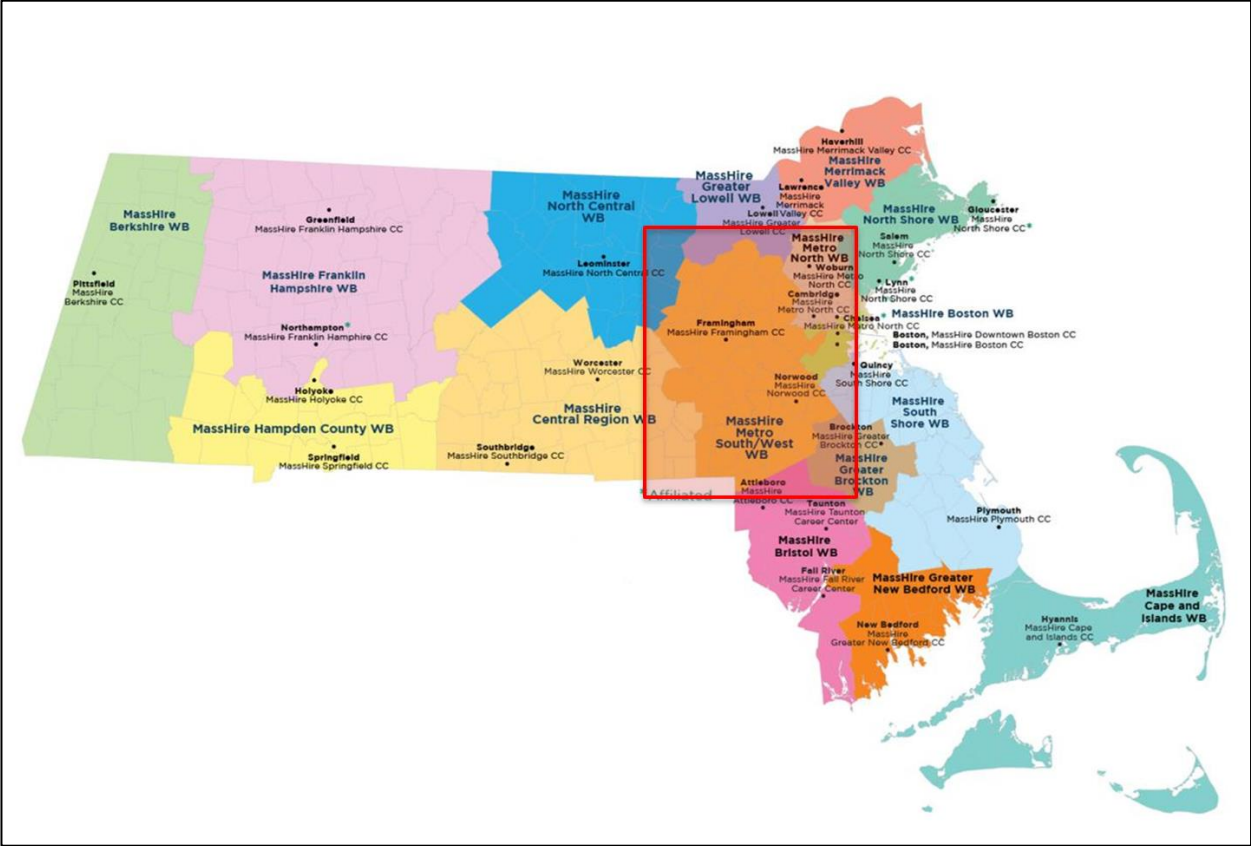 Haverhill
MassHire Merrimack Valley CC
MassHire
Merrimack
Valley WB
MassHire
Greater
Lowell WB
Lawrence
MassHire
Merrimack
Valley CC
Lowell
MassHire Greater
Lowell CC
MassHire
North Shore WB
Gloucester
MassHire
North Shore CC
Salem
MassHire
North Shore CC
Lynn
MassHire
North Shore CC
MassHire
Berkshire WB
Pittsfield
MassHire
Berkshire CC
Greenfield
MassHire Franklin Hampshire CC
MassHire Franklin
Hampshire WB
Northampton
MassHire Franklin Hamphire CC
MassHire
North Central
WB
Leominster
MassHire North Central CC
MassHire
Metro
North WB
Woburn
MassHire Metro
North CC
Cambridge
MassHire
Metro North CC
Chelsea
MassHire Metro North CC
MassHire Boston WB
Boston, MassHire Downtown Boston CC
Boston, MassHire Boston CC
Framingham
MassHire Framingham CC
Worcester
MassHire Worcester CC
Norwood
MassHire
Norwood CC
Quincy
MassHire
South Shore CC
Holyoke
MassHire Holyoke CC
MassHire Hampden County WB
Springfield
MassHire Springfield CC
MassHire
Central Region WB
Southbridge
MassHire Southbridge CC
MassHire
Metro
South/West
WB
MassHire
South
Shore WB
Brockton
MassHire Greater
Brockton CC
MassHire
Greater
Brockton
WB
* Affiliated
Attleboro
MassHire
Attleboro CC
Taunton
MassHire Taunton
Career Center
Plymouth
MassHire Plymouth CC
MassHire
Bristol WB
Fall River
MassHire Fall River
Career Center
MassHire Greater
New Bedford WB
New Bedford
MassHire
Greater New Bedford CC
Hyannis
MassHire Cape
and Islands CC
MassHire
Cape and
Islands WB